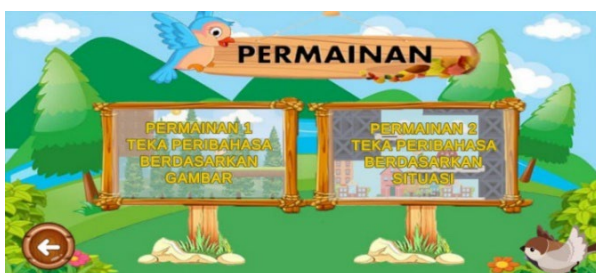 PERMAINAN
PERMAINAN 1
TEKA PERIBAHASA
BERDASARKAN
GAMBAR
PERMAINAN 2
TEKA PERIBAHASA
BERDASARKAN
SITUASI